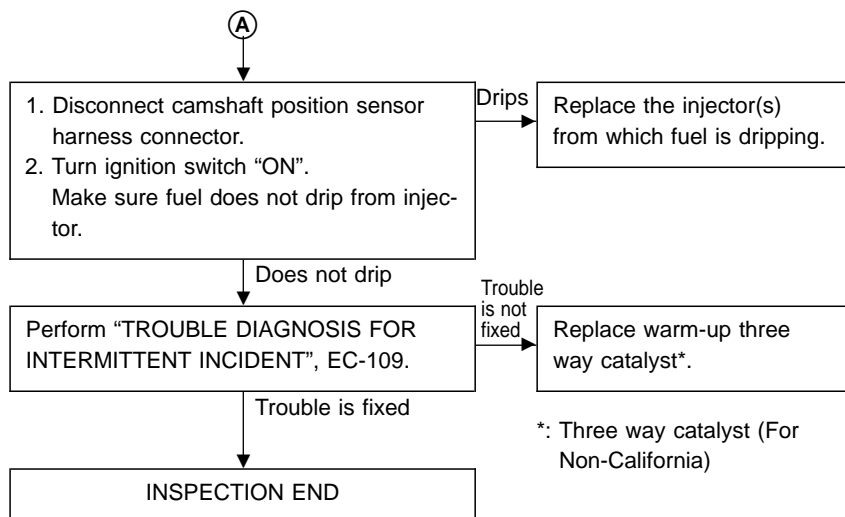 A
1. Disconnect camshaft position sensor
harness connector.
2. Turn ignition switch “ON”.
Make sure fuel does not drip from injec-
tor.
Drips
Replace the injector(s)
from which fuel is dripping.
Does not drip
Perform “TROUBLE DIAGNOSIS FOR
INTERMITTENT INCIDENT”, EC-109.
Trouble
is not
fixed
Replace warm-up three
way catalyst*.
Trouble is fixed
*: Three way catalyst (For
Non-California)
INSPECTION END